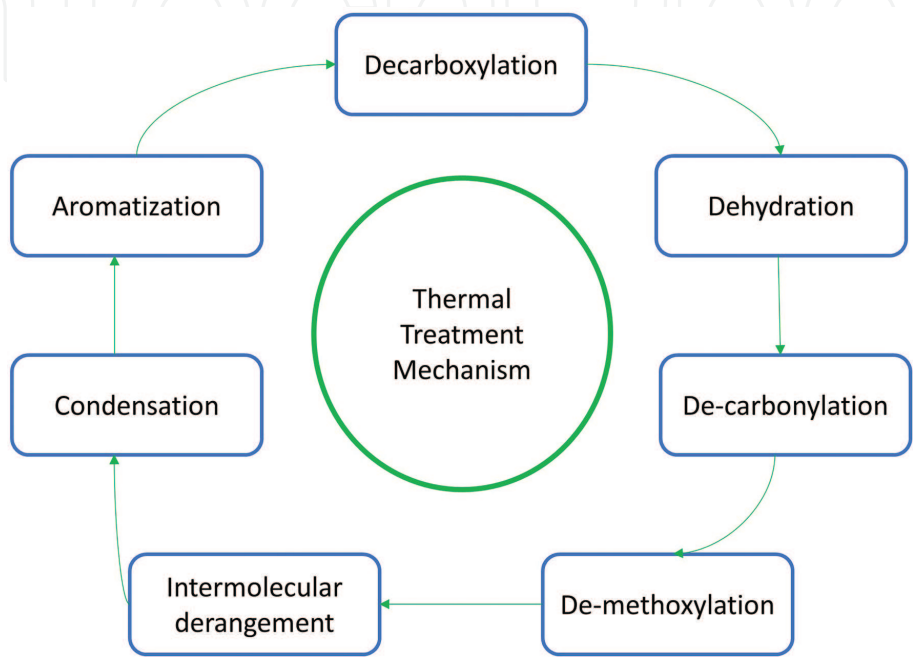 Decarboxylation
Aromatization
Dehydration
Thermal
Treatment
Mechanism
Condensation
De-carbonylation
Intermolecular
derangement
De-methoxylation